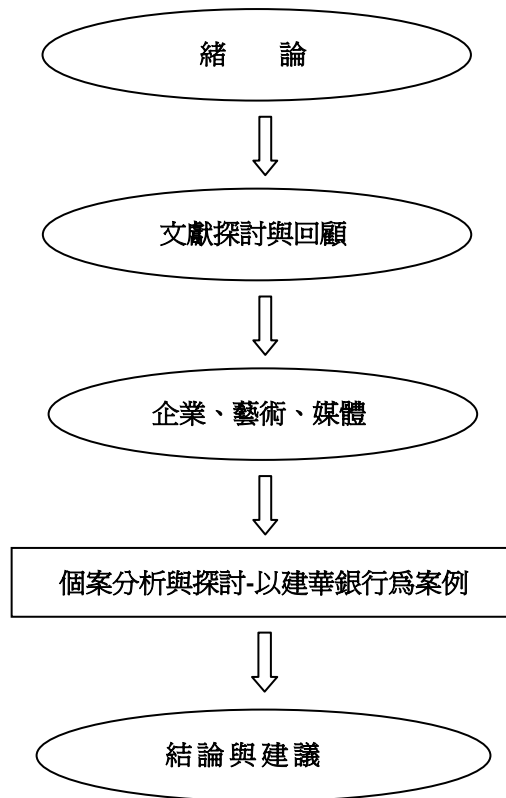 緒　　論
文獻探討與回顧
企業、藝術、媒體
個案分析與探討-以建華銀行為案例
結論與建議